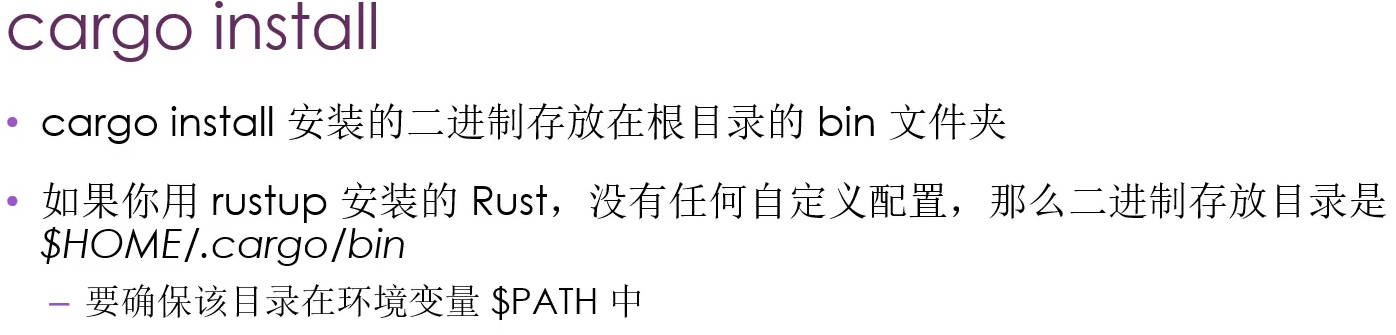 cargo install
• cargo install 安装的二进制存放在根目录的 bin 文件夹
• 如果你用 rustup 安装的 Rust，没有任何自定义配置，那么二进制存放目录是
$HOME/.cargo/bin
– 要确保该目录在环境变量 $PATH 中